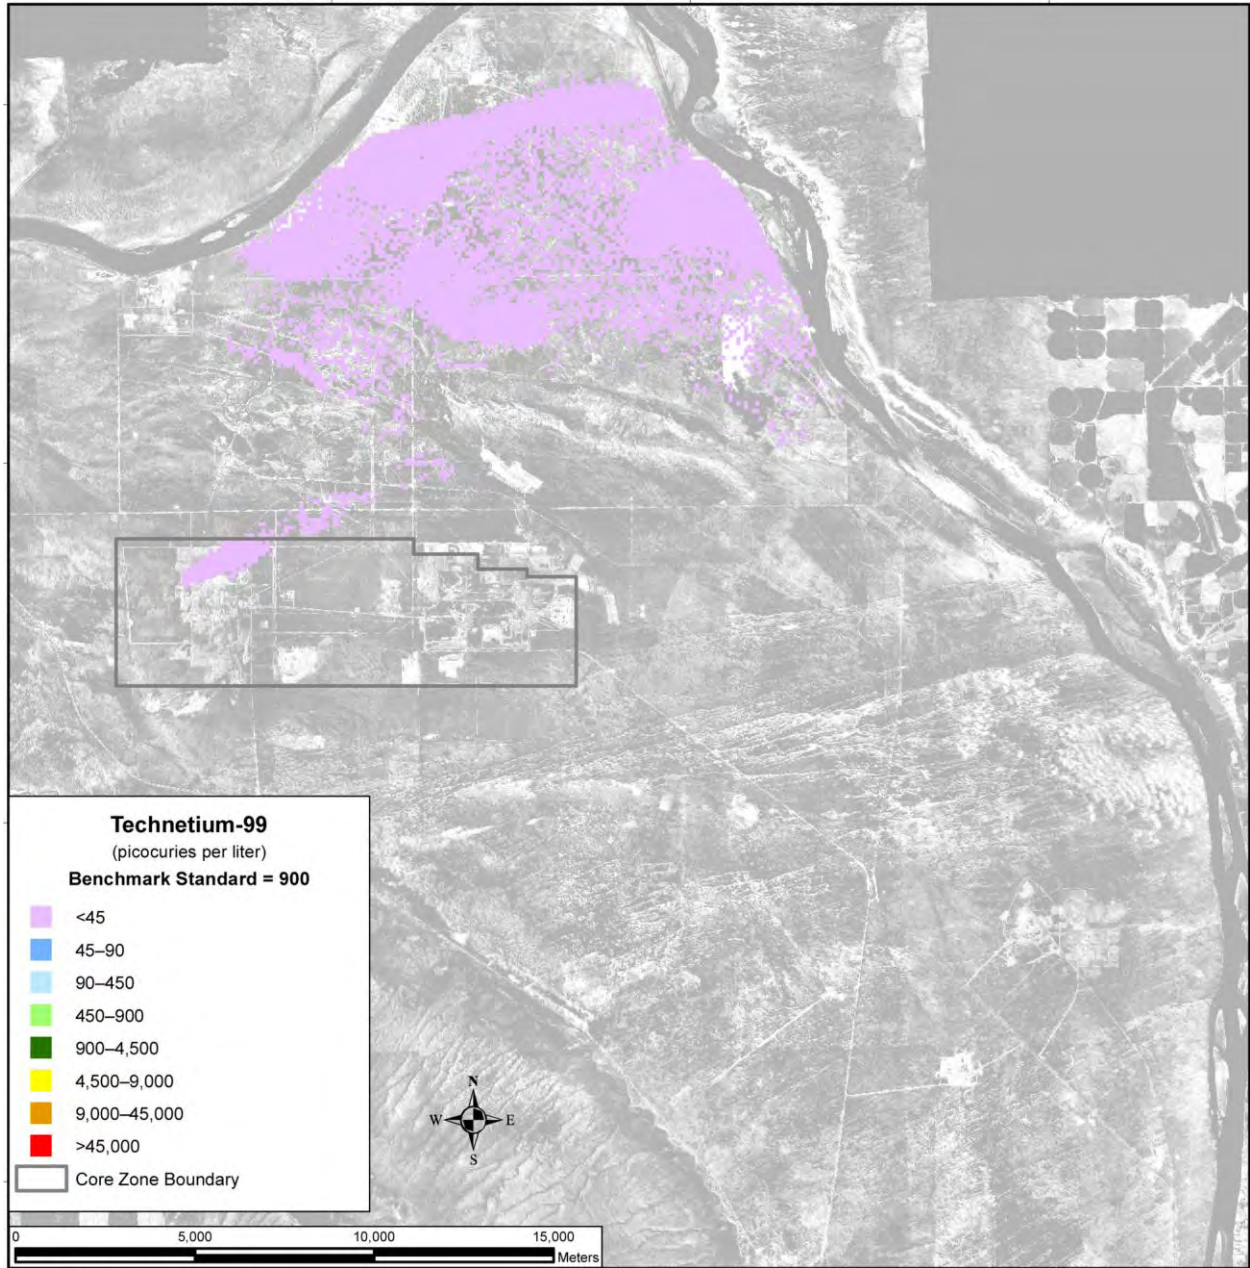 Technetium-99
(picocuries per liter)
Benchmark Standard = 900
<45
45–90
90–450
450–900
900–4,500
4,500–9,000
9,000–45,000
>45,000
Core Zone Boundary
N
W E
S
0 5,000 10,000 15,000
Meters